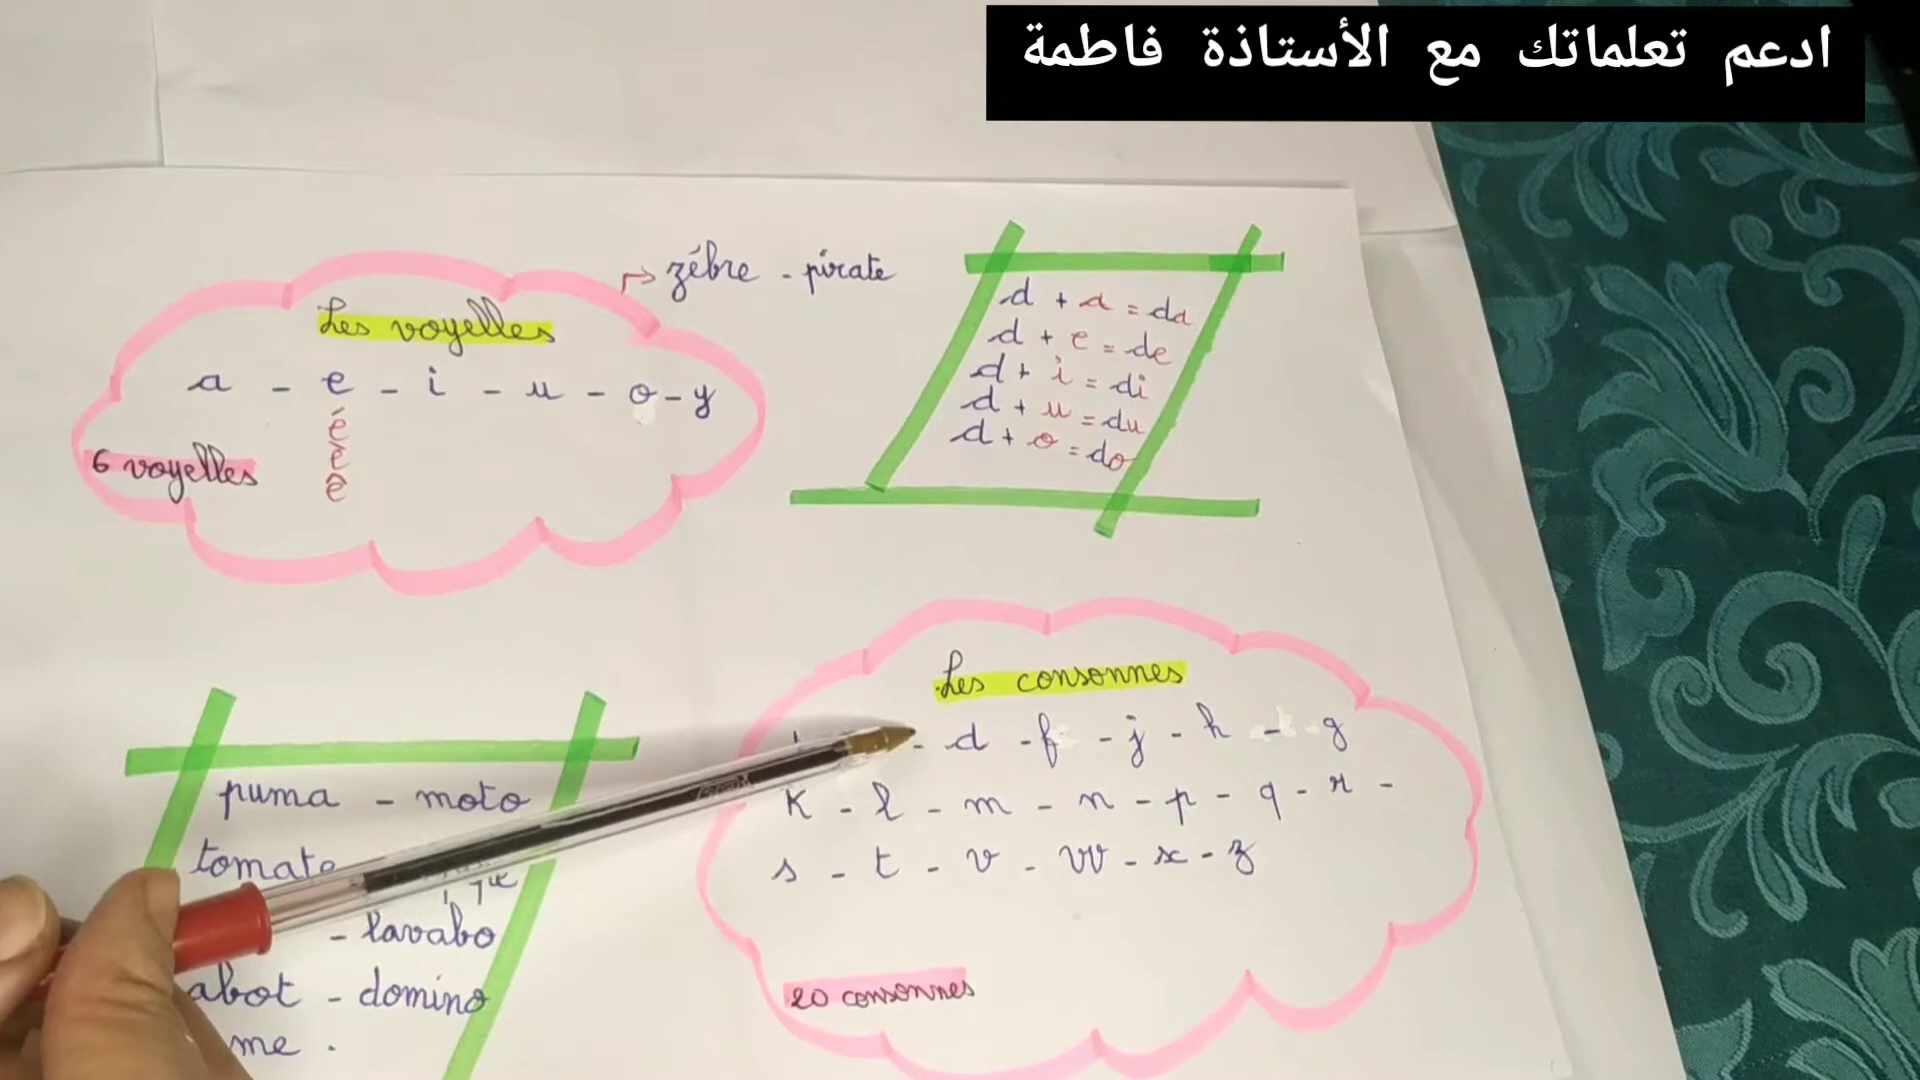 ادعم تعلماتك مع الأستاذة فاطمة
zébre - pirate
Les voyelles
a - e - i - u - o - y
é
è
ê
6 voyelles
d + a = da
d + e = de
d + i = di
d + u = du
d + o = do
Les consonnes
- d - f - j - h - g
K - l - m - n - p - q - r -
s - t - v - w - x - z
20 consonnes
puma - moto
tomate
- lavabo
abot - domino
me .